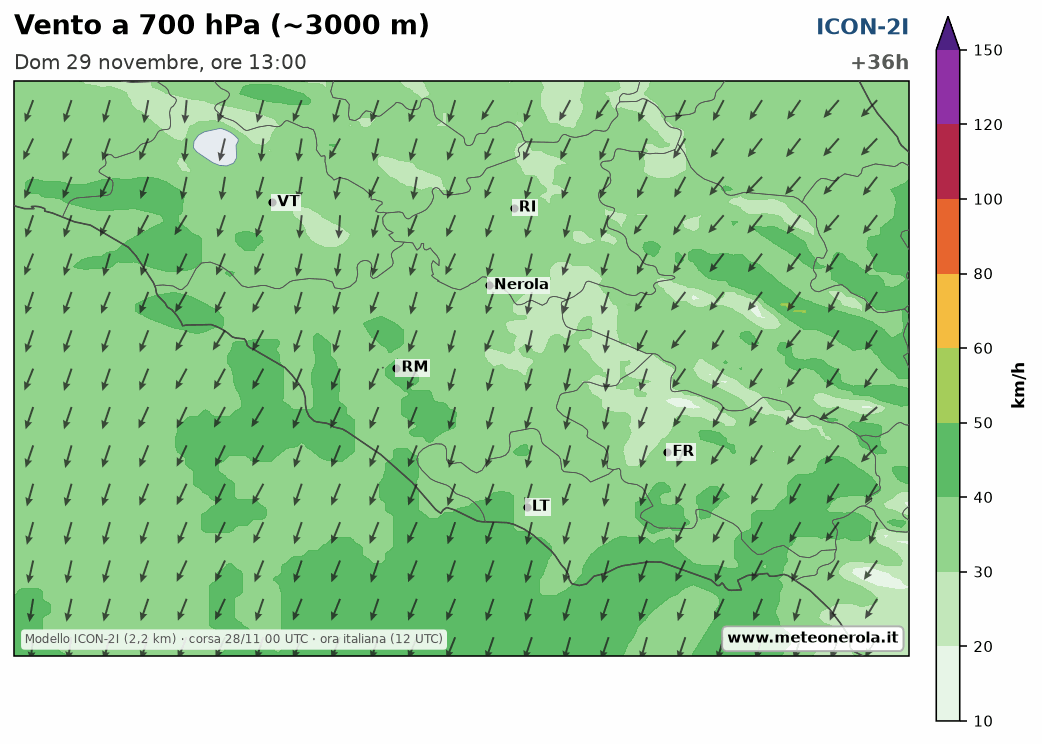 Vento a 700 hPa (~3000 m)
ICON-2I
Dom 29 novembre, ore 13:00
+36h
150
120
100
80
60
50
40
30
20
10
km/h
VT
RI
Nerola
RM
FR
LT
Modello ICON-2I (2,2 km) · corsa 28/11 00 UTC · ora italiana (12 UTC)
www.meteonerola.it